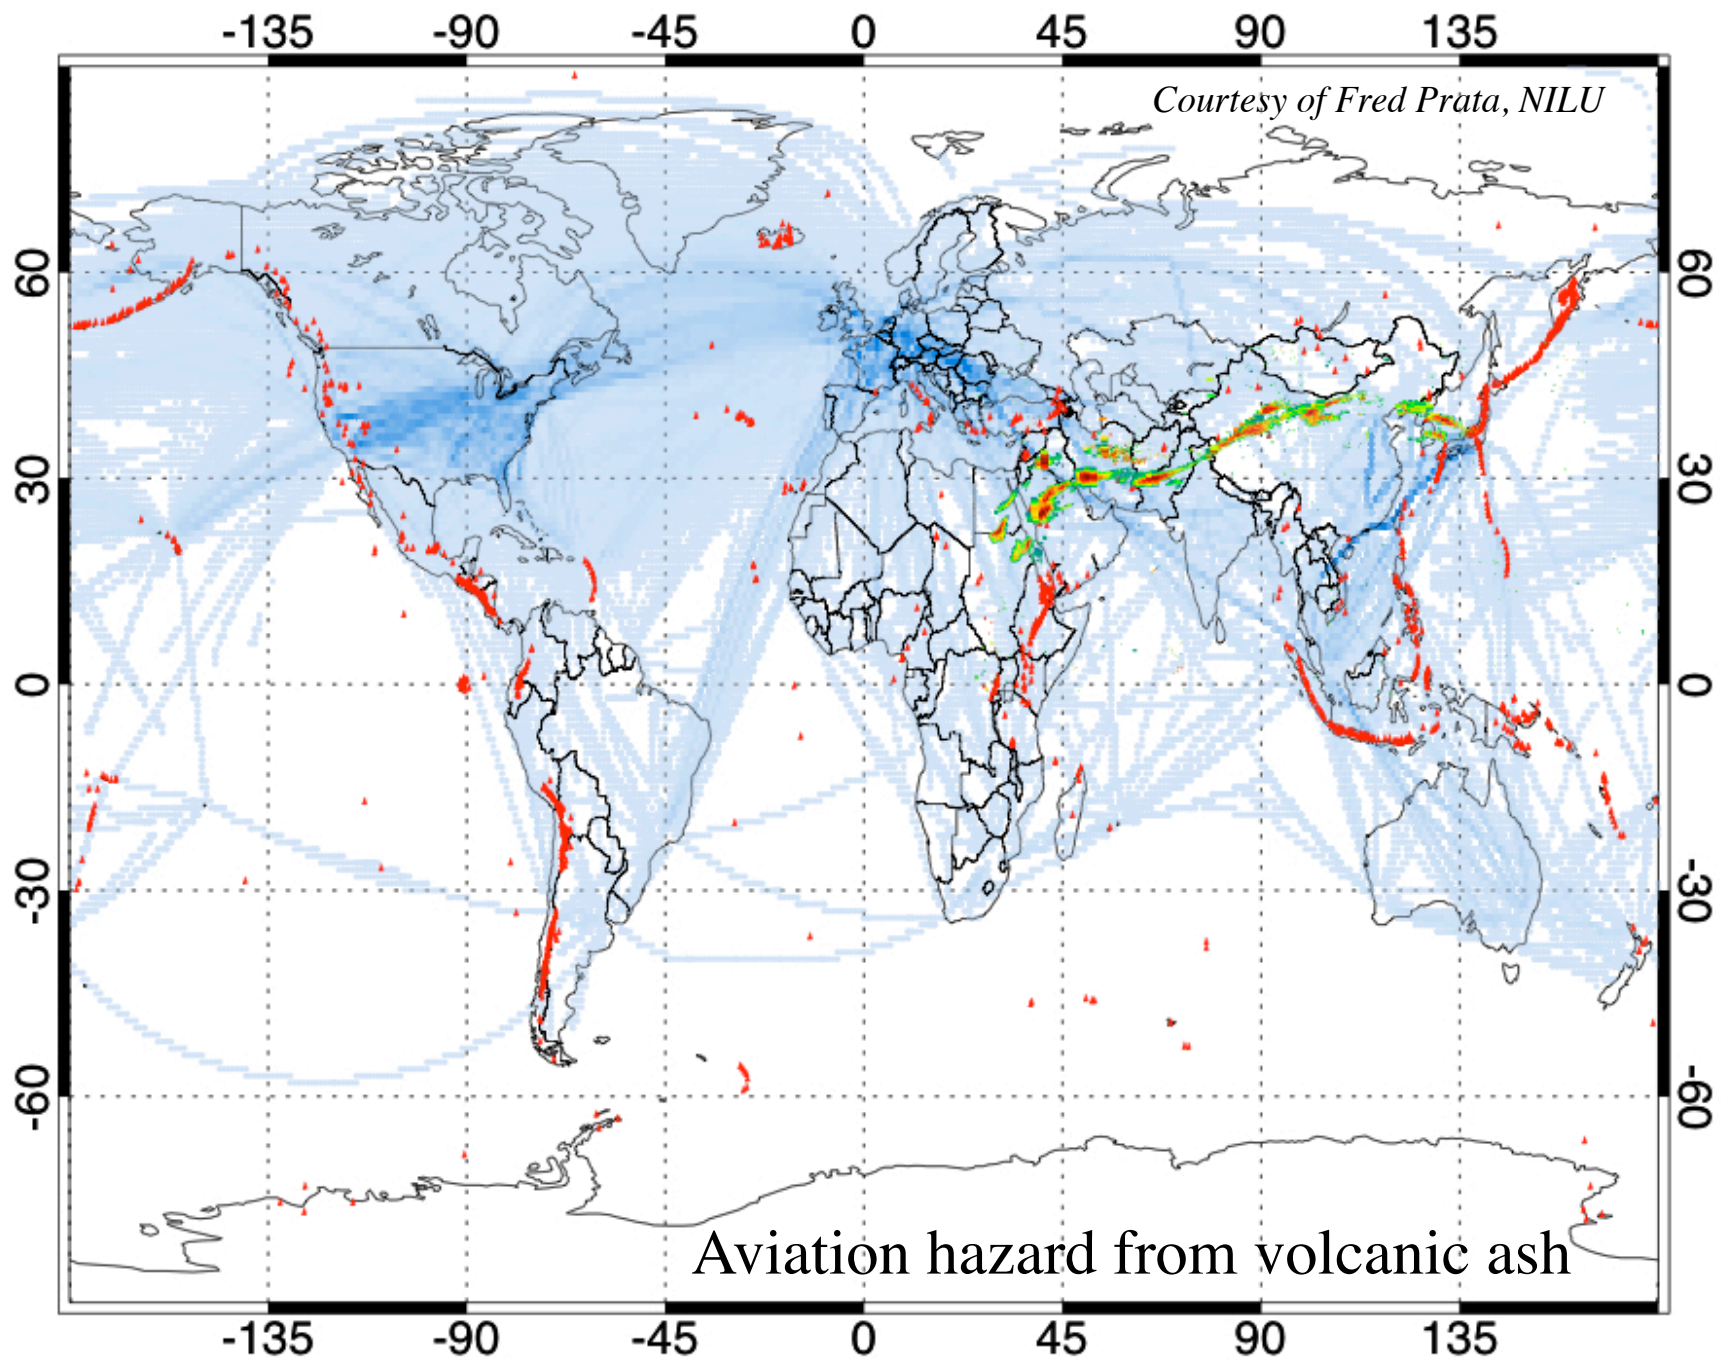 -135 -90 -45 0 45 90 135
Courtesy of Fred Prata, NILU
60 60
30 30
0 0
-30 -30
-60 -60
Aviation hazard from volcanic ash
-135 -90 -45 0 45 90 135